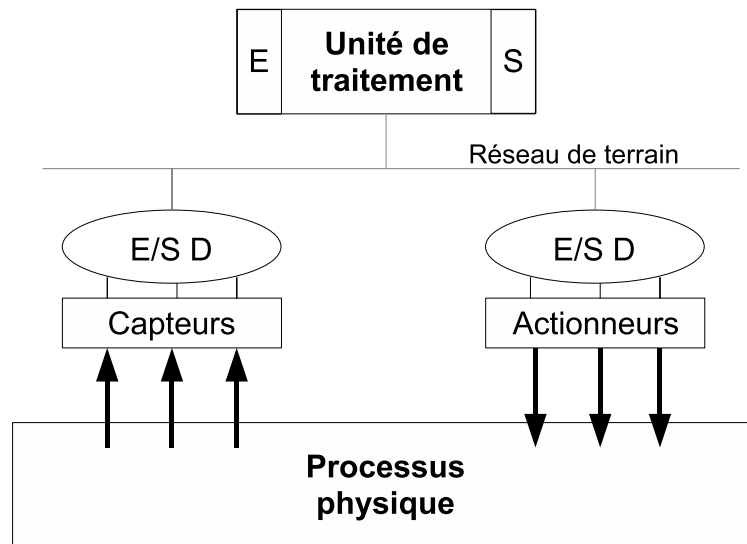 E
Unité de
traitement
S
Réseau de terrain
E/S D
E/S D
Capteurs
Actionneurs
Processus
physique